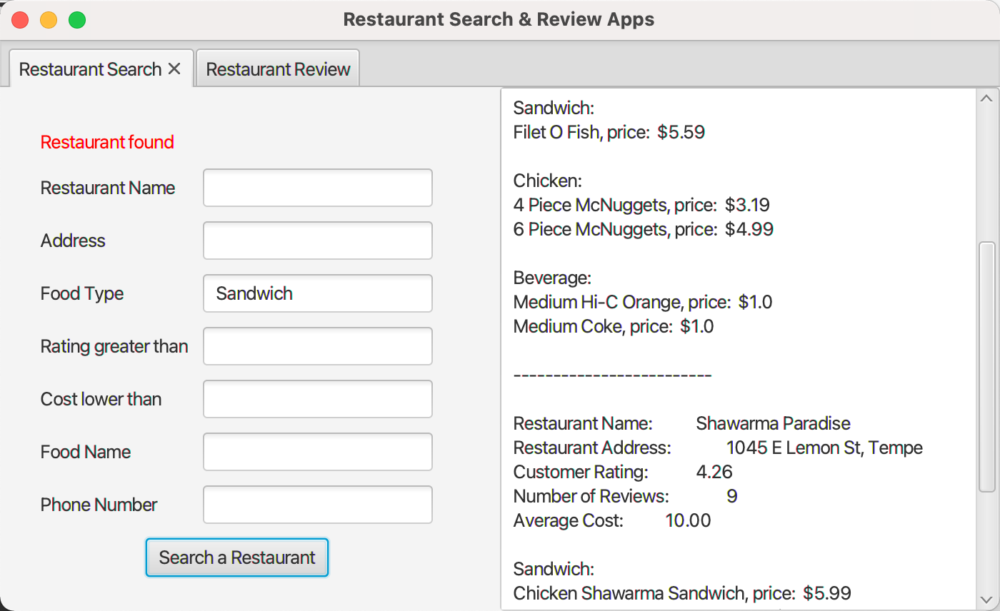 Restaurant Search & Review Apps
Restaurant Search
Restaurant Review
Restaurant found
Restaurant Name
Address
Food Type
Sandwich
Rating greater than
Cost lower than
Food Name
Phone Number
Search a Restaurant
Sandwich:
Filet O Fish, price: $5.59
Chicken:
4 Piece McNuggets, price: $3.19
6 Piece McNuggets, price: $4.99
Beverage:
Medium Hi-C Orange, price: $1.0
Medium Coke, price: $1.0
-------------------------
Restaurant Name: Shawarma Paradise
Restaurant Address: 1045 E Lemon St, Tempe
Customer Rating: 4.26
Number of Reviews: 9
Average Cost: 10.00
Sandwich:
Chicken Shawarma Sandwich, price: $5.99